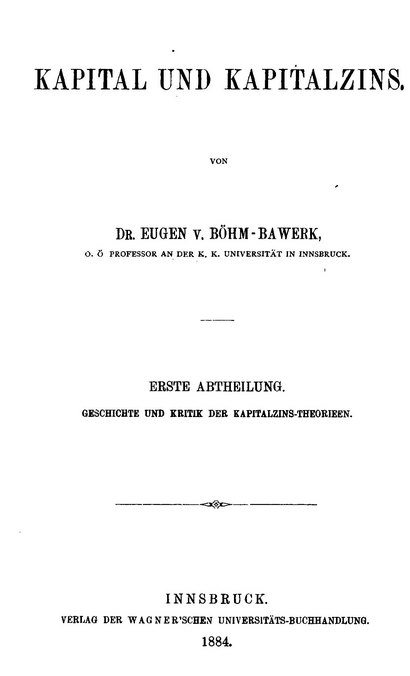 KAPITAL UND KAPITALZINS.
VON
DR. EUGEN V. BÖHM-BAWERK,
O. Ö PROFESSOR AN DER K. K. UNIVERSITÄT IN INNSBRUCK.
ERSTE ABTHEILUNG.
GESCHICHTE UND KRITIK DER KAPITALZINS-THEORIEEN.
INNSBRUCK.
VERLAG DER WAGNER'SCHEN UNIVERSITÄTS-BUCHHANDLUNG.
1884.